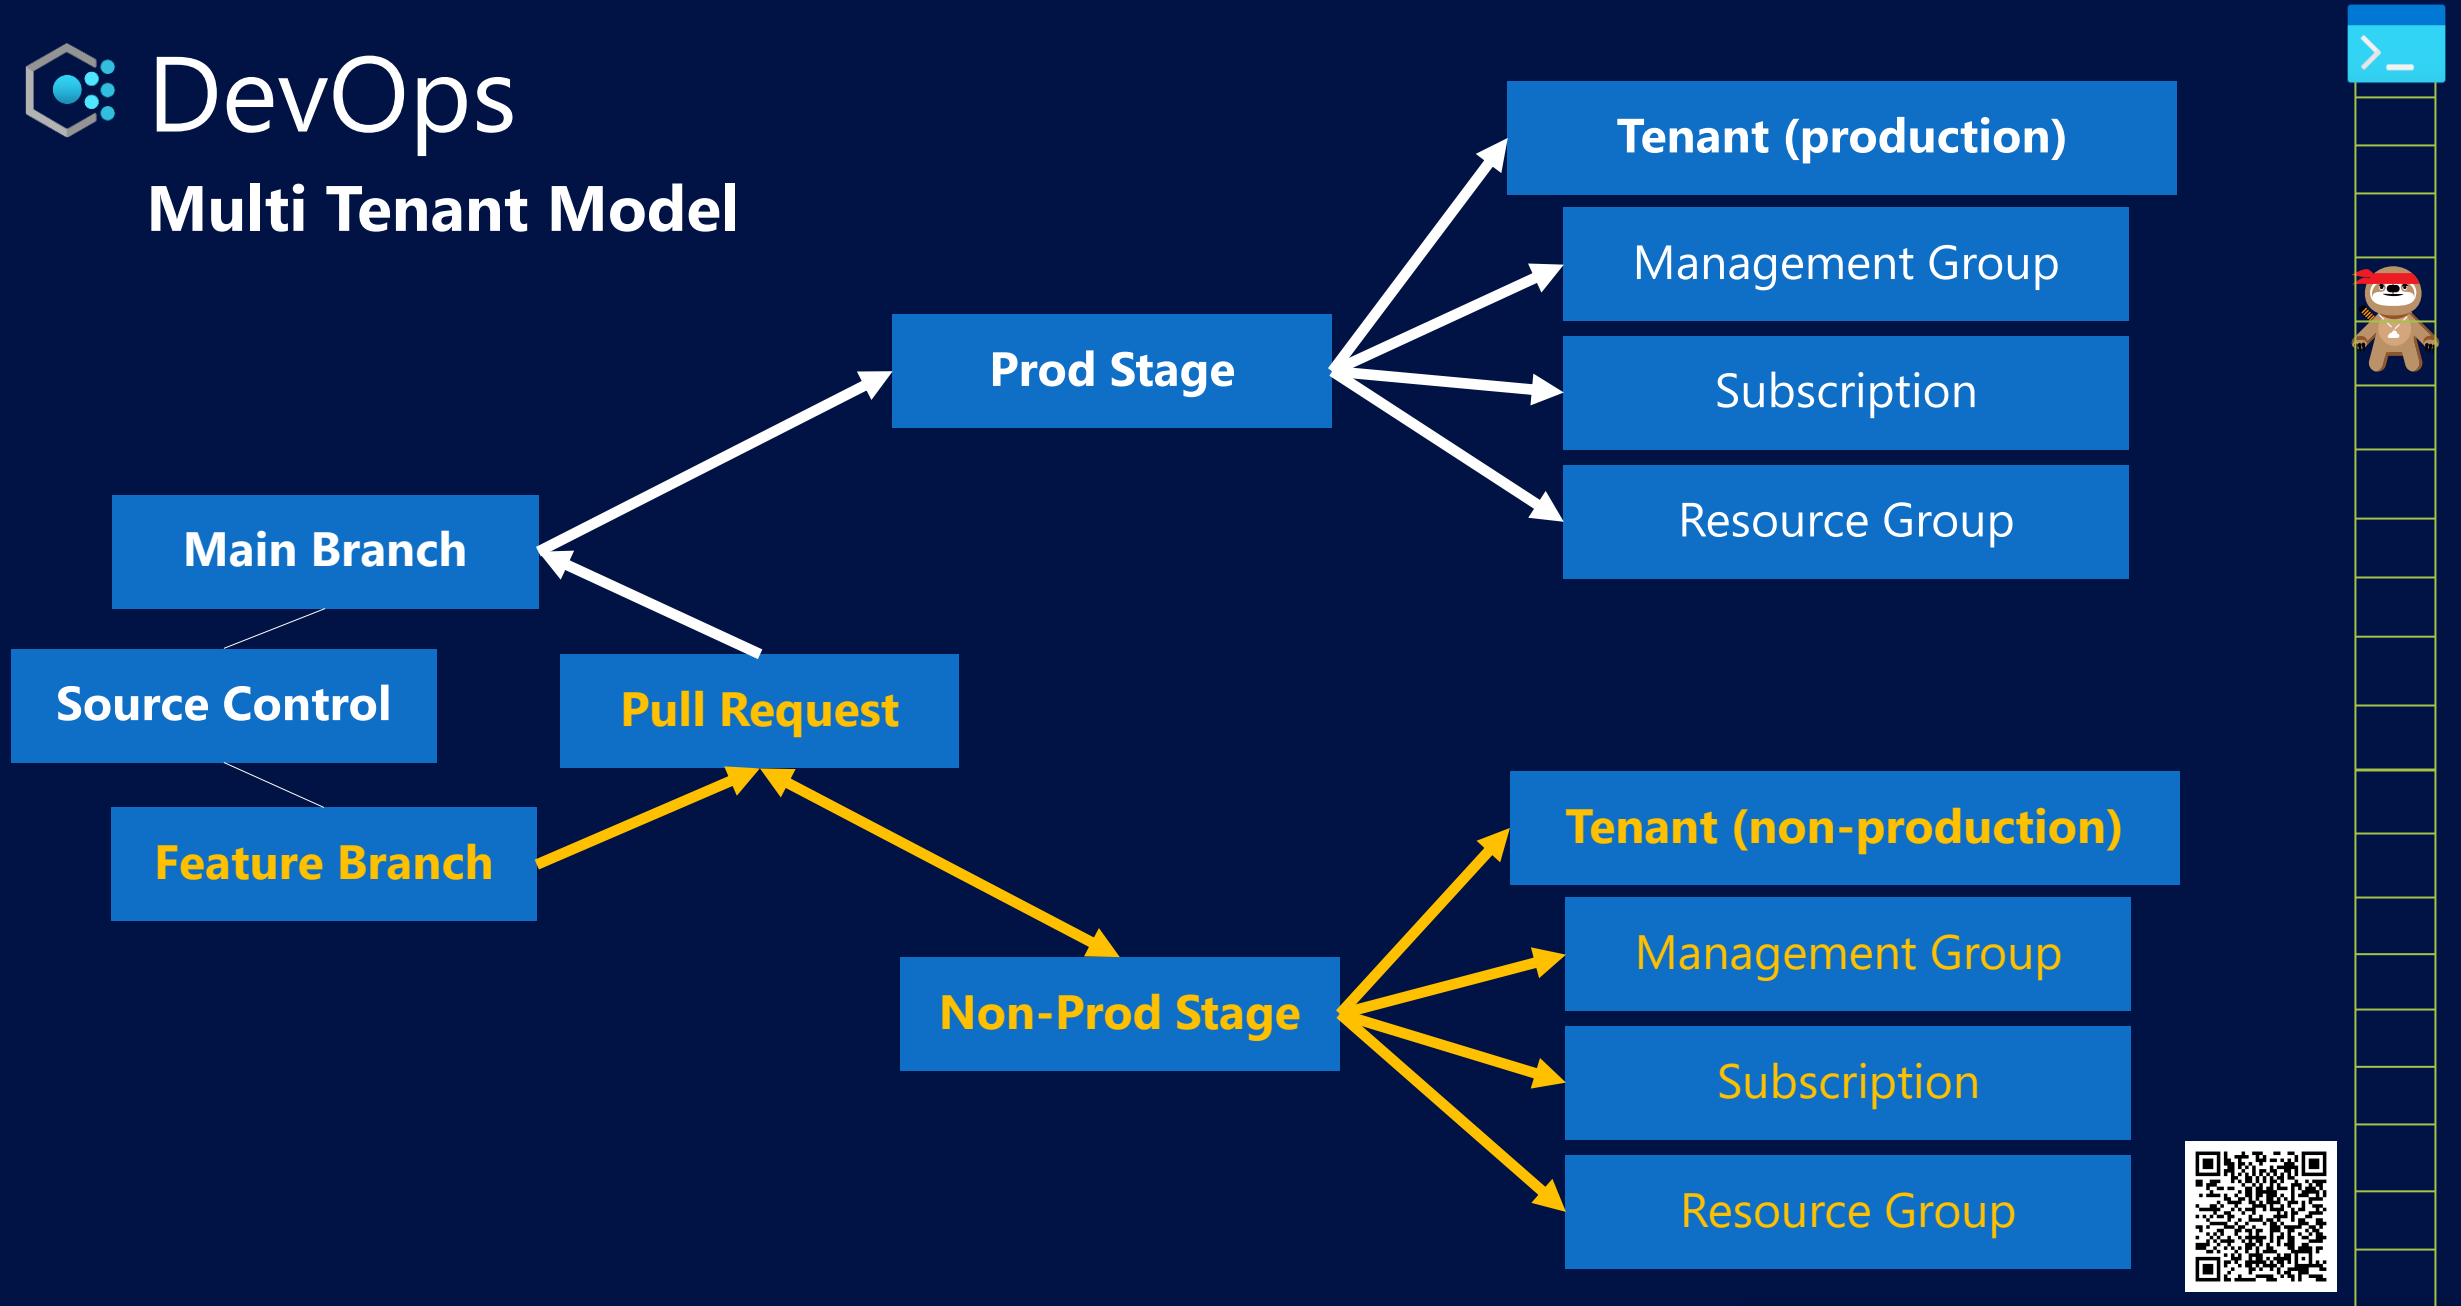 DevOps
Multi Tenant Model
Tenant (production)
Management Group
Prod Stage
Subscription
Resource Group
Main Branch
Source Control
Pull Request
Feature Branch
Tenant (non-production)
Management Group
Non-Prod Stage
Subscription
Resource Group